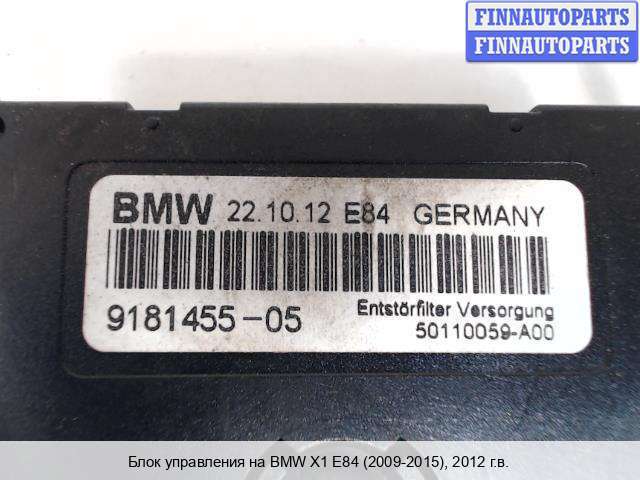 FINNAUTOPARTS
FINNAUTOPARTS
BMW 22.10.12 E84 GERMANY
9181455-05 Entstörfilter Versorgung
50110059-A00
Блок управления на BMW X1 E84 (2009-2015), 2012 г.в.